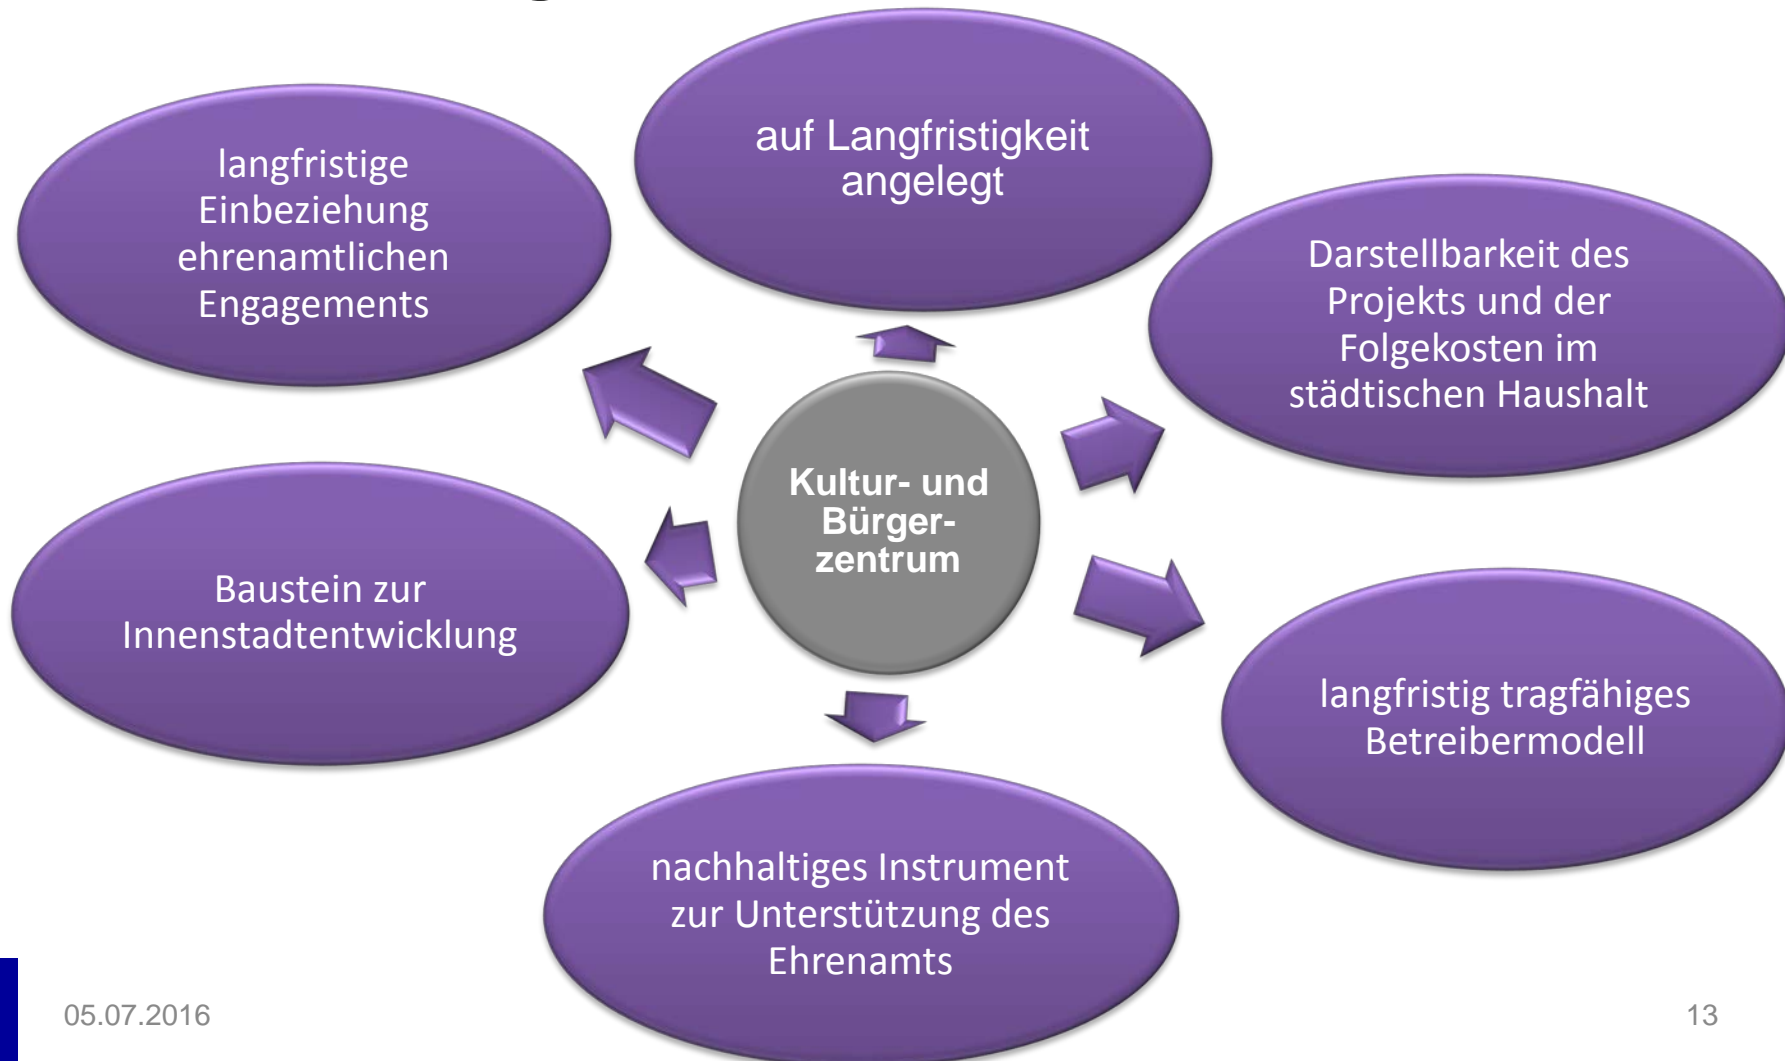 auf Langfristigkeit
angelegt
langfristige
Einbeziehung
ehrenamtlichen
Engagements
Darstellbarkeit des
Projekts und der
Folgekosten im
städtischen Haushalt
Kultur- und
Bürger-
zentrum
Baustein zur
Innenstadtentwicklung
langfristig tragfähiges
Betreibermodell
nachhaltiges Instrument
zur Unterstützung des
Ehrenamts
05.07.2016
13